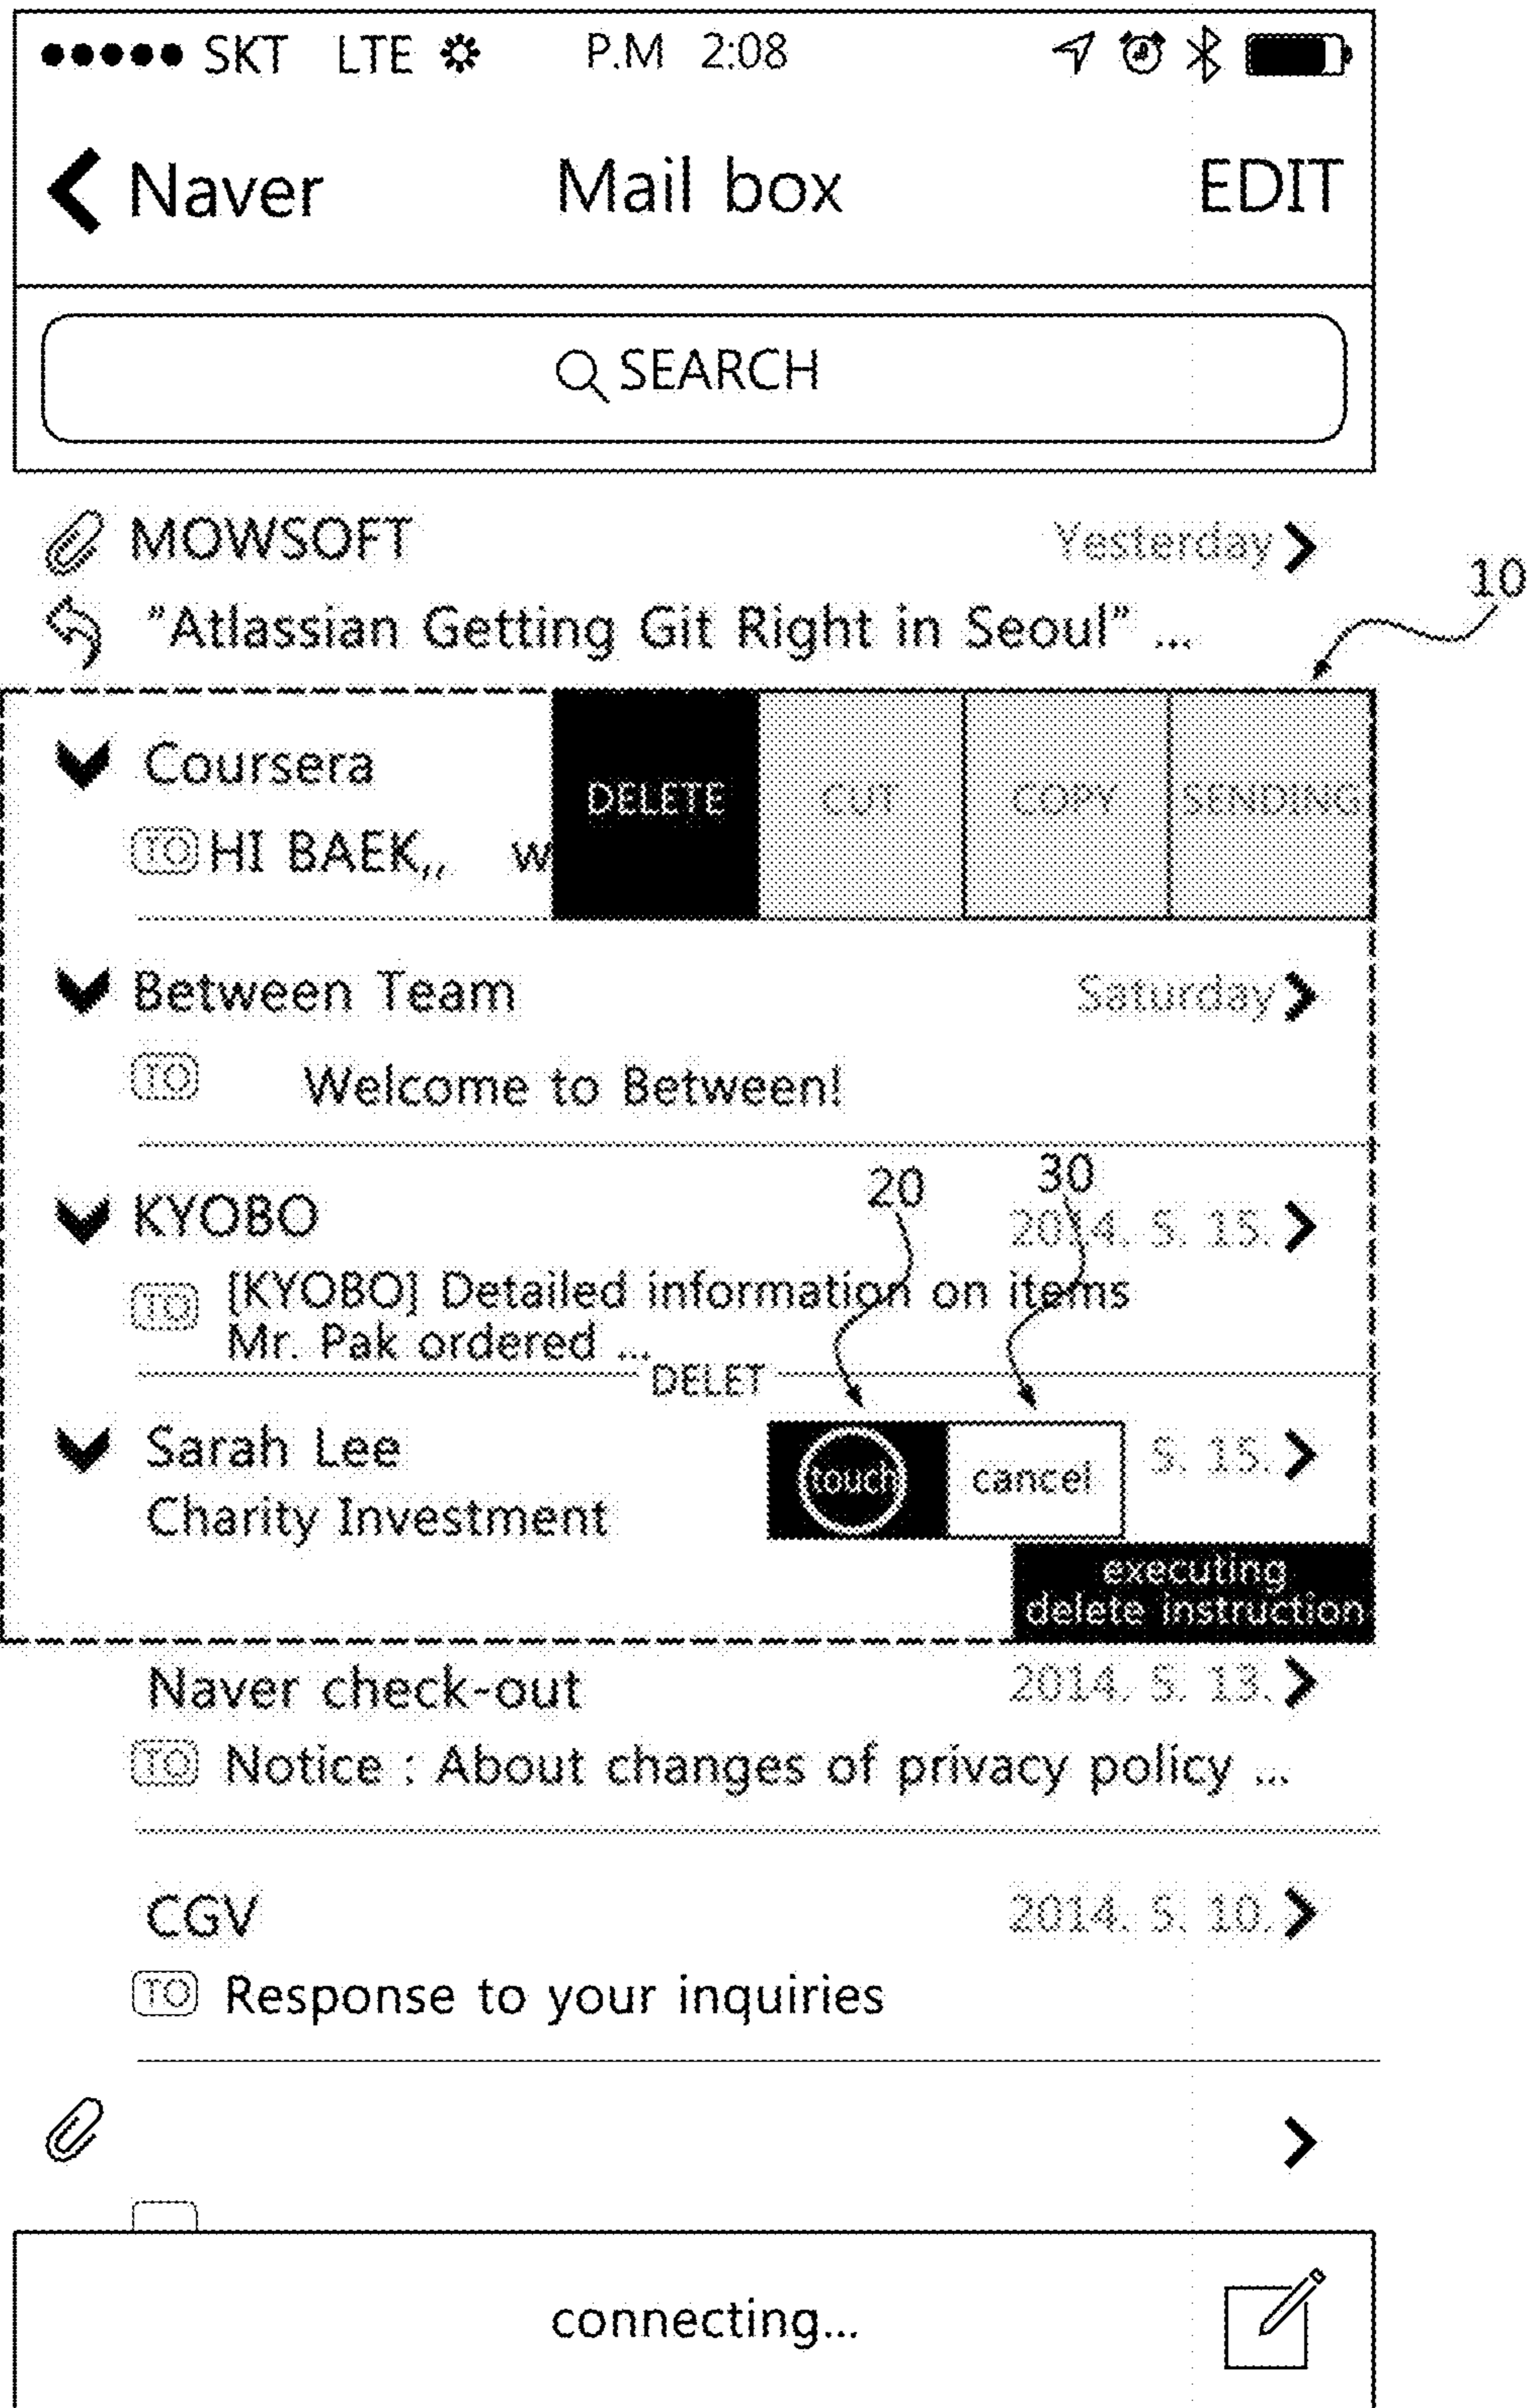 SKT LTE P.M 2:08
Naver Mail box EDIT
SEARCH
MOWSOFT Yesterday
"Atlassian Getting Git Right in Seoul" ...
10
Coursera
DELETE CUT COPY SENDING
TO HI BAEK,, w
Between Team Saturday
TO Welcome to Between!
20 30
KYOBO 2014. 5. 15.
TO [KYOBO] Detailed information on items
Mr. Pak ordered ...
DELET
Sarah Lee touch cancel 5. 15.
Charity Investment
executing
delete instruction
Naver check-out 2014. 5. 13.
TO Notice : About changes of privacy policy ...
CGV 2014. 5. 10.
TO Response to your inquiries
connecting...